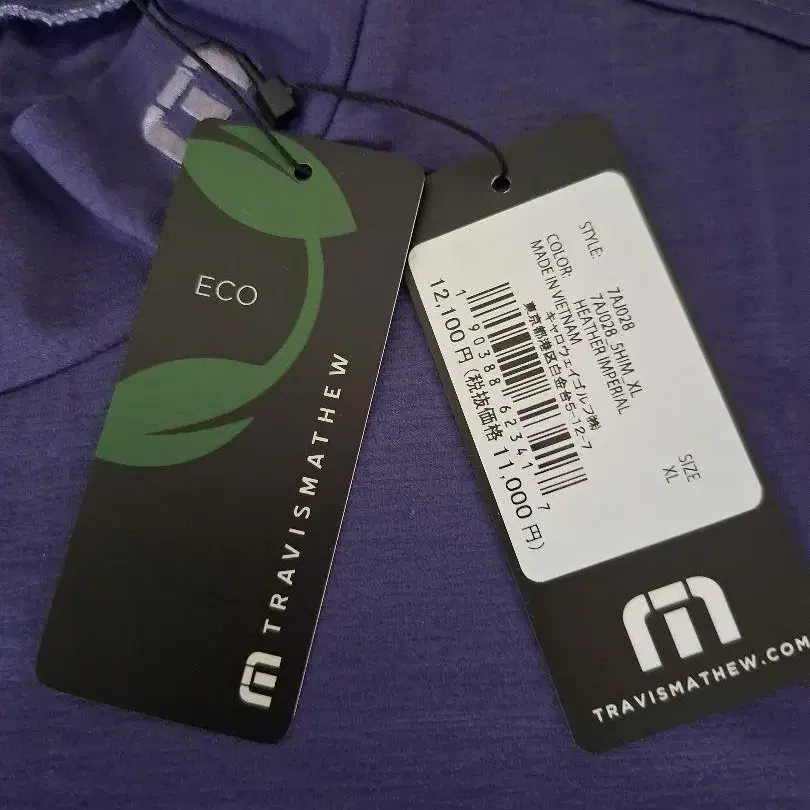 ECO
TRAVISMATHEW
STYLE: 7AJ028
7AJ028_5HIM_XL
COLOR: HEATHER IMPERIAL
MADE IN VIETNAM
SIZE
XL
キャロウェイゴルフ㈱
東京都港区白金台5-12-7
1 90388 62341 7
12,100円(税抜価格 11,000円)
TRAVISMATHEW.COM